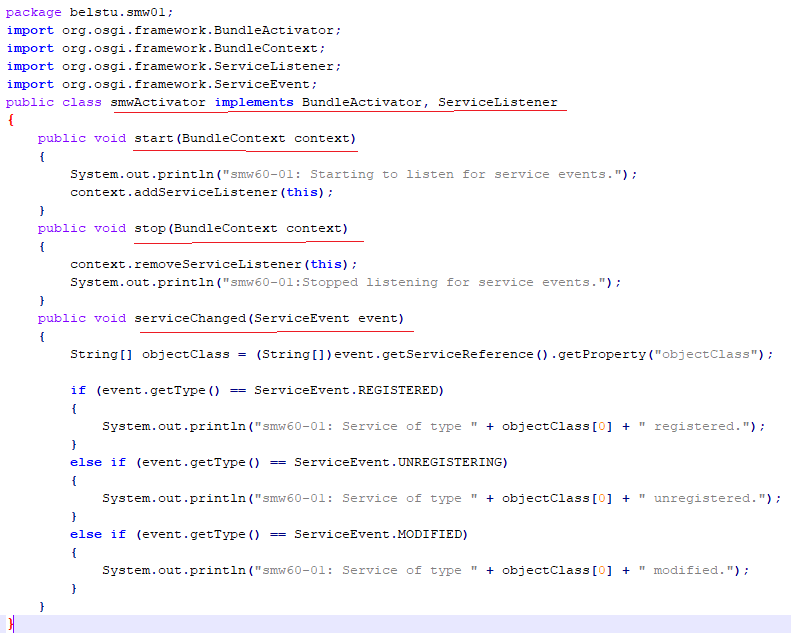 package belstu.smw01;
import org.osgi.framework.BundleActivator;
import org.osgi.framework.BundleContext;
import org.osgi.framework.ServiceListener;
import org.osgi.framework.ServiceEvent;
public class smwActivator implements BundleActivator, ServiceListener
{
    public void start(BundleContext context)
    {
        System.out.println("smw60-01: Starting to listen for service events.");
        context.addServiceListener(this);
    }
    public void stop(BundleContext context)
    {
        context.removeServiceListener(this);
        System.out.println("smw60-01:Stopped listening for service events.");
    }
    public void serviceChanged(ServiceEvent event)
    {
        String[] objectClass = (String[])event.getServiceReference().getProperty("objectClass");

        if (event.getType() == ServiceEvent.REGISTERED)
        {
            System.out.println("smw60-01: Service of type " + objectClass[0] + " registered.");
        }
        else if (event.getType() == ServiceEvent.UNREGISTERING)
        {
            System.out.println("smw60-01: Service of type " + objectClass[0] + " unregistered.");
        }
        else if (event.getType() == ServiceEvent.MODIFIED)
        {
            System.out.println("smw60-01: Service of type " + objectClass[0] + " modified.");
        }
    }
}